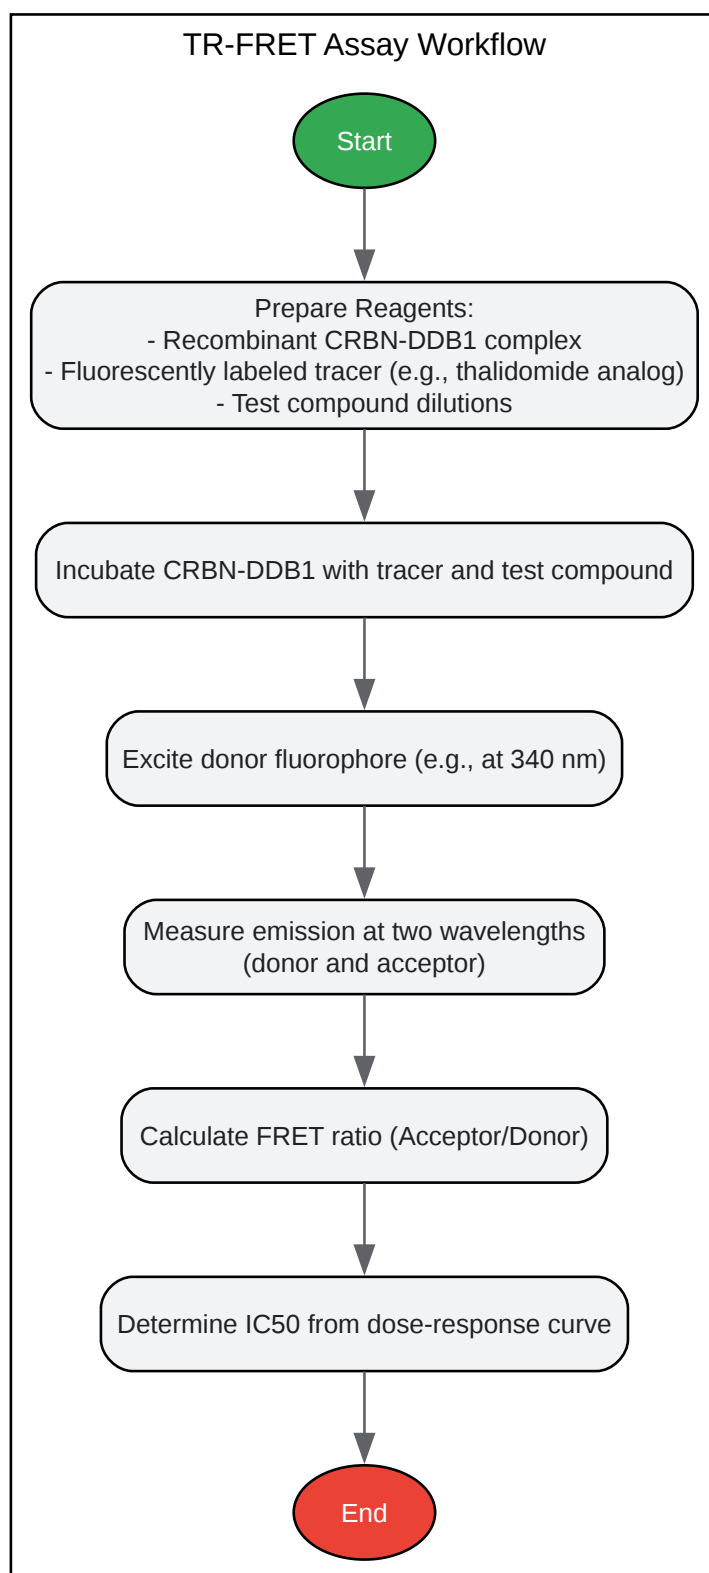 TR-FRET Assay Workflow
Start
Prepare Reagents:
- Recombinant CRBN-DDB1 complex
- Fluorescently labeled tracer (e.g., thalidomide analog)
- Test compound dilutions
Incubate CRBN-DDB1 with tracer and test compound
Excite donor fluorophore (e.g., at 340 nm)
Measure emission at two wavelengths
(donor and acceptor)
Calculate FRET ratio (Acceptor/Donor)
Determine IC50 from dose-response curve
End